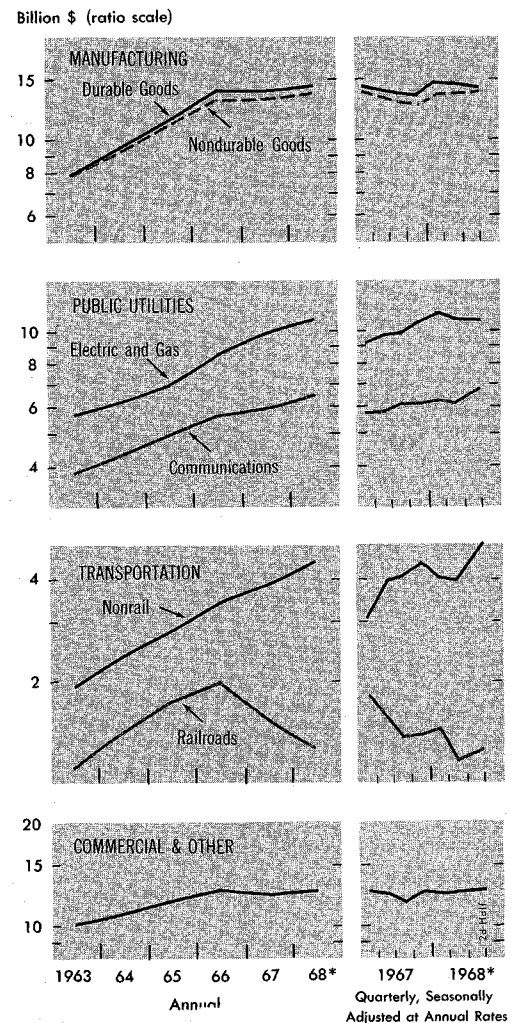 Billion $ (ratio scale)
MANUFACTURING
15
Durable Goods
10
Nondurable Goods
8
6
PUBLIC UTILITIES
10
Electric and Gas
8
6
4
Communications
TRANSPORTATION
4
Nonrail
2
Railroads
20
COMMERCIAL & OTHER
15
10
1963 64 65 66 67 68*
1967 1968*
Annual
Quarterly, Seasonally
Adjusted at Annual Rates